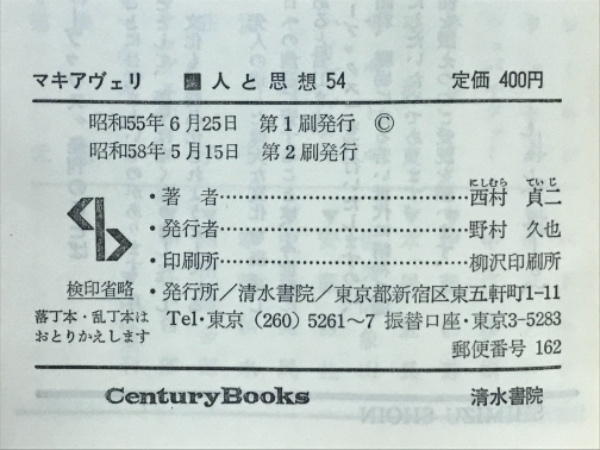 マキアヴェリ ■ 人と思想54 定価 400円
昭和55年6月25日 第1刷発行 ©
昭和58年5月15日 第2刷発行
にしむら ていじ
・著者……………………………西村 貞二
・発行者……………………………野村 久也
・印刷所……………………………柳沢印刷所
検印省略 ・発行所/清水書院/東京都新宿区東五軒町1-11
落丁本・乱丁本は Tel・東京(260)5261〜7 振替口座・東京3-5283
おとりかえします
郵便番号 162
CenturyBooks 清水書院
SHIMIZU SHOIN